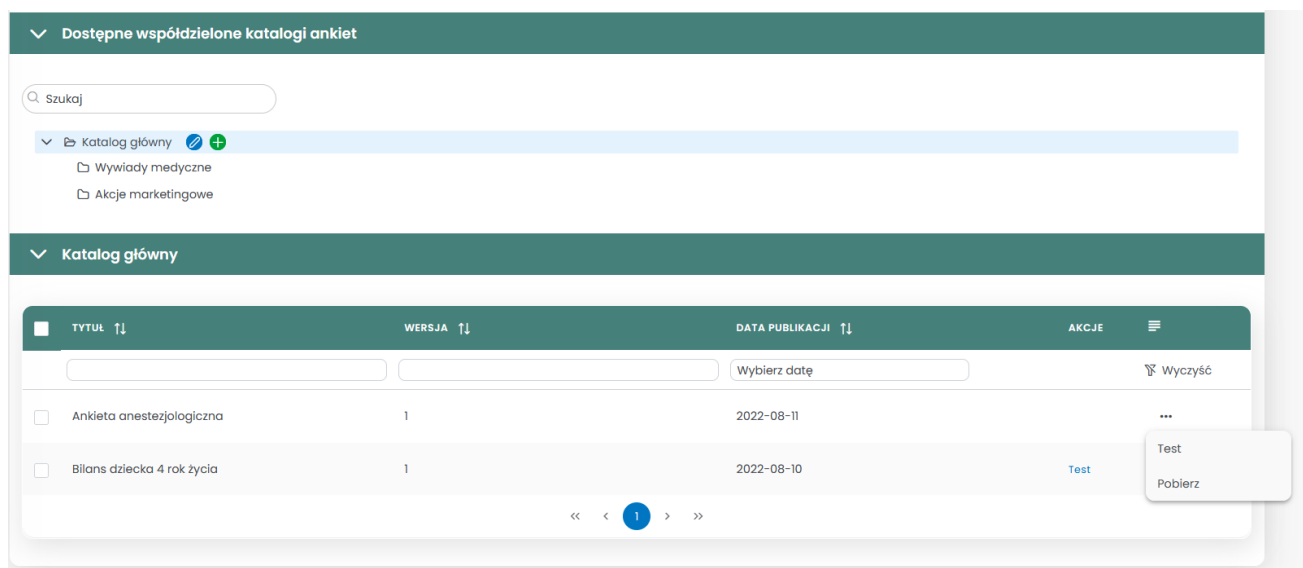 Dostępne współdzielone katalogi ankiet
Szukaj
Katalog główny
Wywiady medyczne
Akcje marketingowe
Katalog główny
TYTUŁ WERSJA DATA PUBLIKACJI AKCJE
Wybierz datę Wyczyść
Ankieta anestezjologiczna 1 2022-08-11
Test
Bilans dziecka 4 rok życia 1 2022-08-10 Test
Pobierz
1